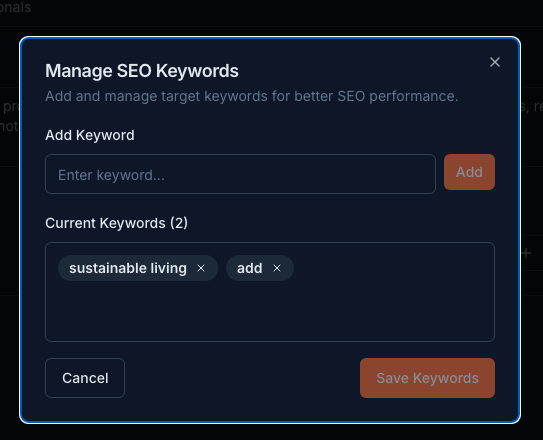 onals
Manage SEO Keywords
Add and manage target keywords for better SEO performance.
Add Keyword
Enter keyword...
Add
Current Keywords (2)
sustainable living × add ×
Cancel
Save Keywords